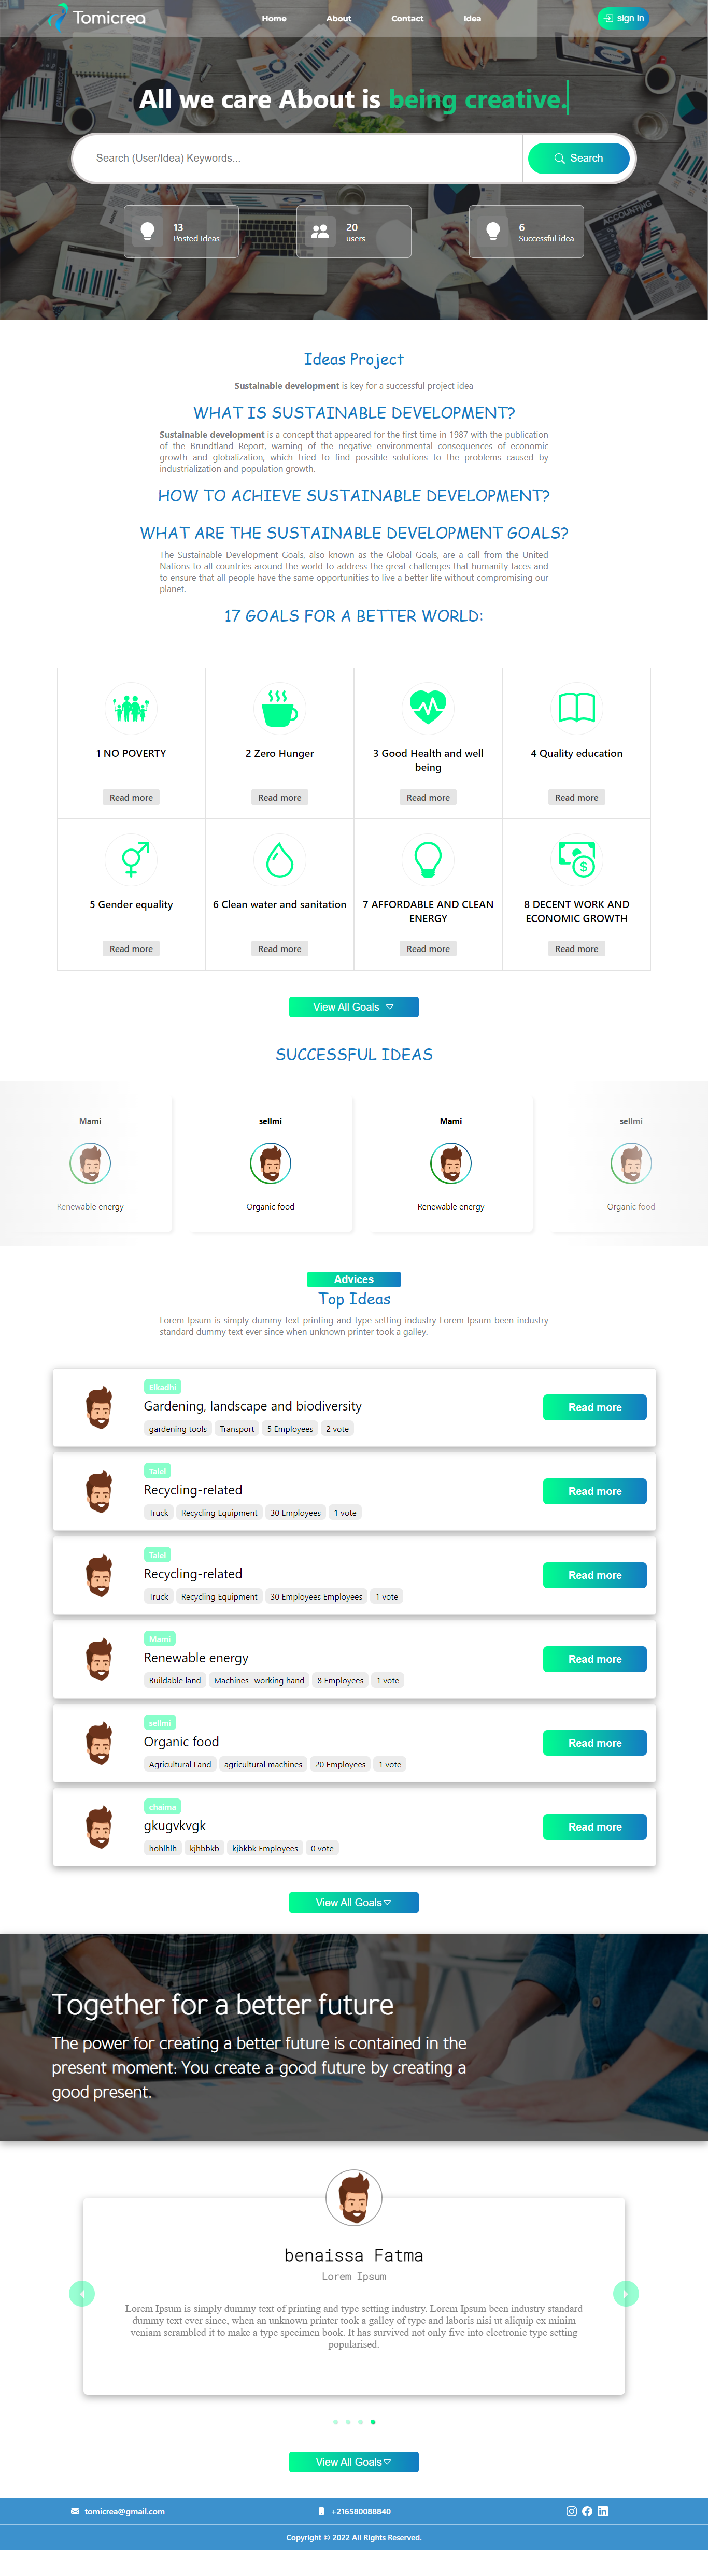 Tomicrea
Home About Contact Idea
sign in
All we care About is being creative.
Search (User/Idea) Keywords...
Search
13
Posted Ideas
20
users
6
Successful idea
ACCOUNTING
Ideas Project
Sustainable development is key for a successful project idea
WHAT IS SUSTAINABLE DEVELOPMENT?
Sustainable development is a concept that appeared for the first time in 1987 with the publication
of the Brundtland Report, warning of the negative environmental consequences of economic
growth and globalization, which tried to find possible solutions to the problems caused by
industrialization and population growth.
HOW TO ACHIEVE SUSTAINABLE DEVELOPMENT?
WHAT ARE THE SUSTAINABLE DEVELOPMENT GOALS?
The Sustainable Development Goals, also known as the Global Goals, are a call from the United
Nations to all countries around the world to address the great challenges that humanity faces and
to ensure that all people have the same opportunities to live a better life without compromising our
planet.
17 GOALS FOR A BETTER WORLD:
1 NO POVERTY
Read more
2 Zero Hunger
Read more
3 Good Health and well
being
Read more
4 Quality education
Read more
5 Gender equality
Read more
6 Clean water and sanitation
Read more
7 AFFORDABLE AND CLEAN
ENERGY
Read more
8 DECENT WORK AND
ECONOMIC GROWTH
Read more
View All Goals
SUCCESSFUL IDEAS
Mami
Renewable energy
sellmi
Organic food
Mami
Renewable energy
sellmi
Organic food
Advices
Top Ideas
Lorem Ipsum is simply dummy text printing and type setting industry Lorem Ipsum been industry
standard dummy text ever since when unknown printer took a galley.
Elkadhi
Gardening, landscape and biodiversity
gardening tools Transport 5 Employees 2 vote
Read more
Talel
Recycling-related
Truck Recycling Equipment 30 Employees 1 vote
Read more
Talel
Recycling-related
Truck Recycling Equipment 30 Employees Employees 1 vote
Read more
Mami
Renewable energy
Buildable land Machines- working hand 8 Employees 1 vote
Read more
sellmi
Organic food
Agricultural Land agricultural machines 20 Employees 1 vote
Read more
chaima
gkugvkvgk
hohlhlh kjhbbkb kjbkbk Employees 0 vote
Read more
View All Goals
Together for a better future
The power for creating a better future is contained in the
present moment: You create a good future by creating a
good present.
benaissa Fatma
Lorem Ipsum
Lorem Ipsum is simply dummy text of printing and type setting industry. Lorem Ipsum been industry standard
dummy text ever since, when an unknown printer took a galley of type and laboris nisi ut aliquip ex minim
veniam scrambled it to make a type specimen book. It has survived not only five into electronic type setting
popularised.
View All Goals
tomicrea@gmail.com
+216580088840
Copyright © 2022 All Rights Reserved.